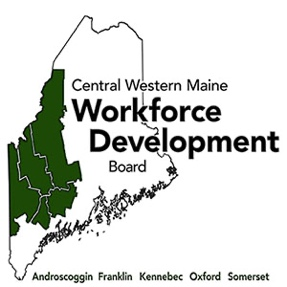 Central Western Maine
Workforce
Development
Board
Androscoggin Franklin Kennebec Oxford Somerset